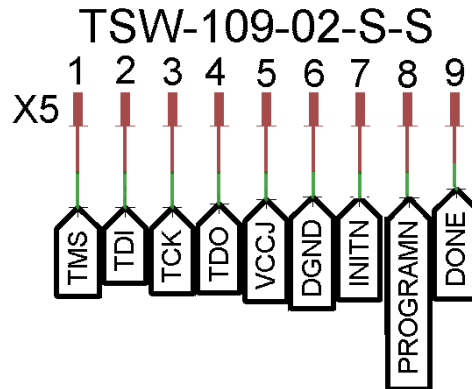 TSW-109-02-S-S
1 2 3 4 5 6 7 8 9
X5
TMS TDI TCK TDO VCCJ DGND INITN PROGRAMN DONE